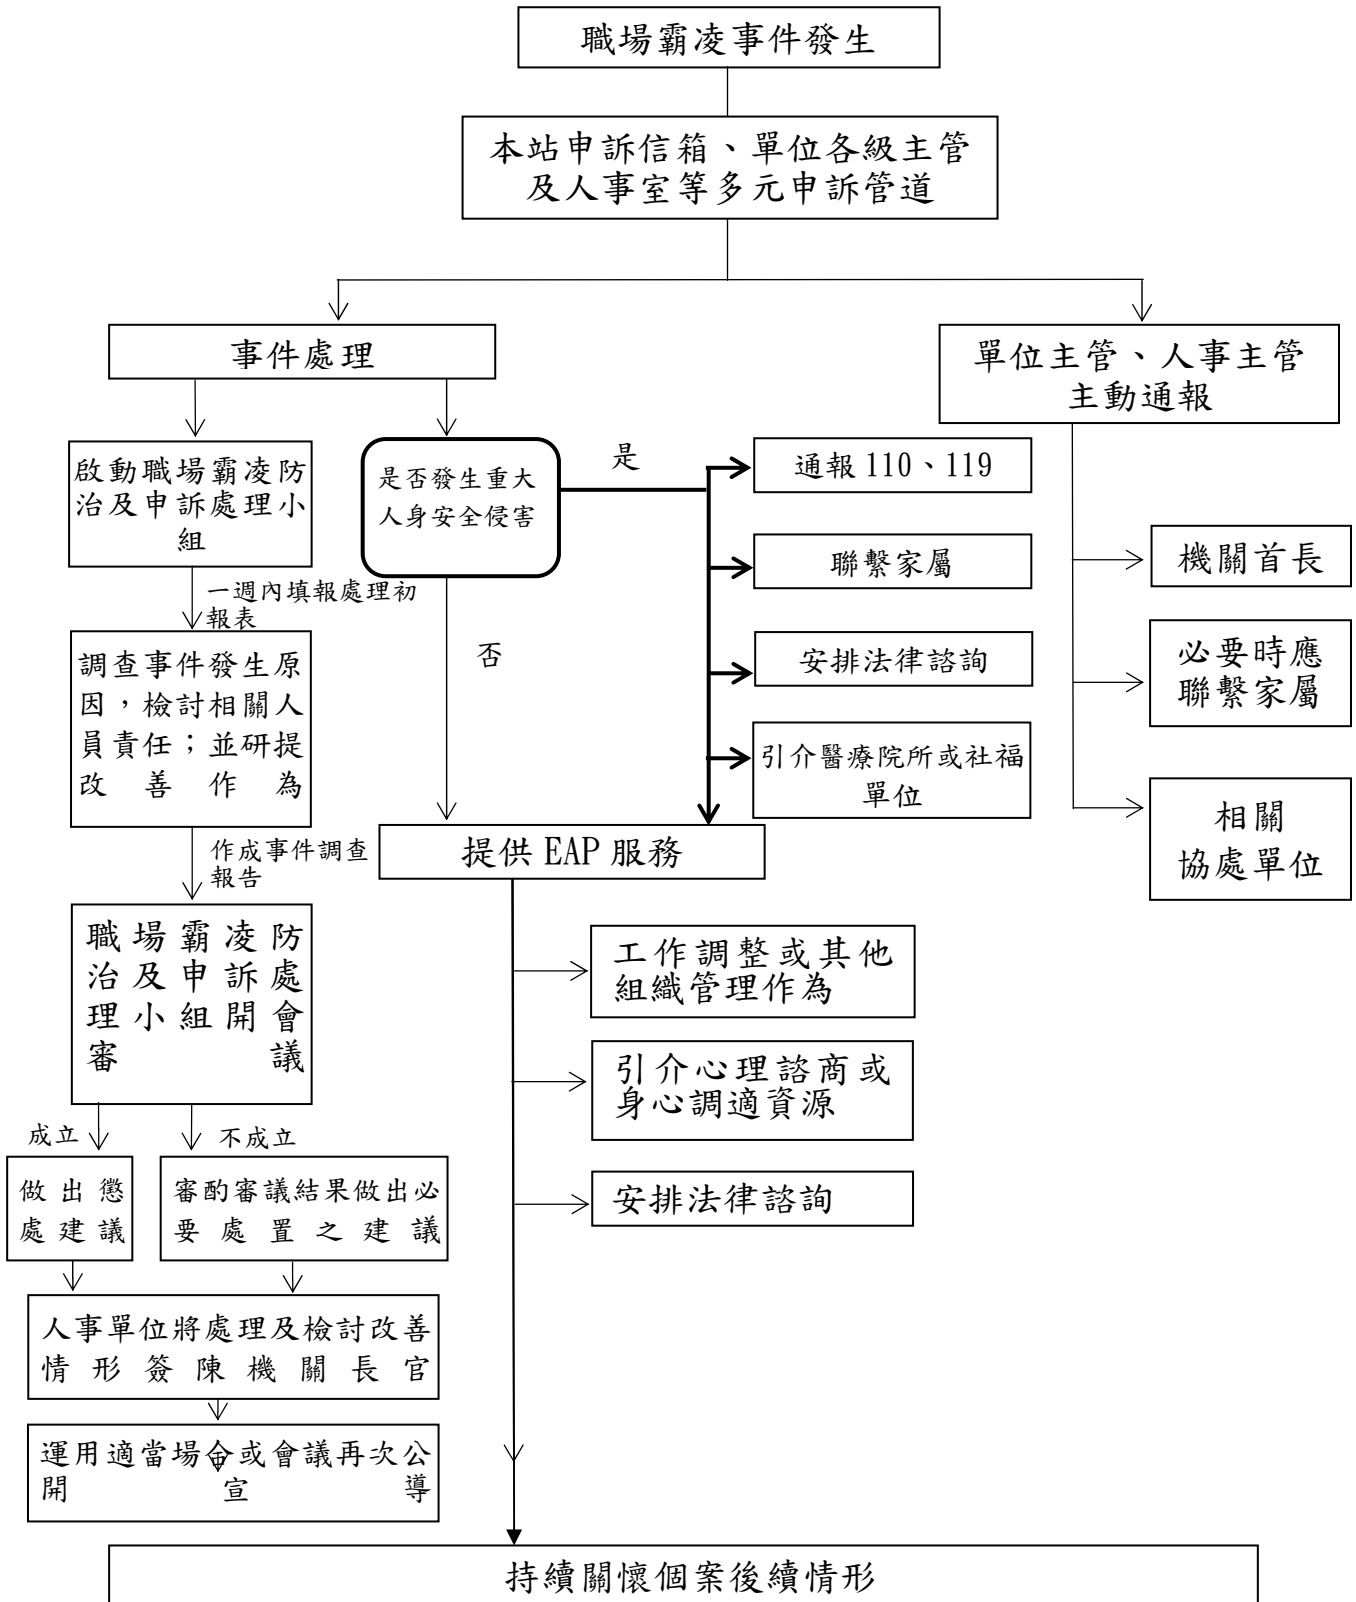 職場霸凌事件發生
本站申訴信箱、單位各級主管
及人事室等多元申訴管道
事件處理
單位主管、人事主管
主動通報
啟動職場霸凌防
治及申訴處理小
組
是否發生重大
人身安全侵害
是
通報 110、119
聯繫家屬
安排法律諮詢
引介醫療院所或社福
單位
機關首長
必要時應
聯繫家屬
相關
協處單位
一週內填報處理初
報表
否
調查事件發生原
因，檢討相關人
員責任；並研提
改善作為
作成事件調查
報告
提供 EAP 服務
職場霸凌防
治及申訴處
理小組開會
審議
工作調整或其他
組織管理作為
引介心理諮商或
身心調適資源
安排法律諮詢
成立
不成立
做出懲
處建議
審酌審議結果做出必
要處置之建議
人事單位將處理及檢討改善
情形簽陳機關長官
運用適當場合或會議再次公
開宣導
持續關懷個案後續情形